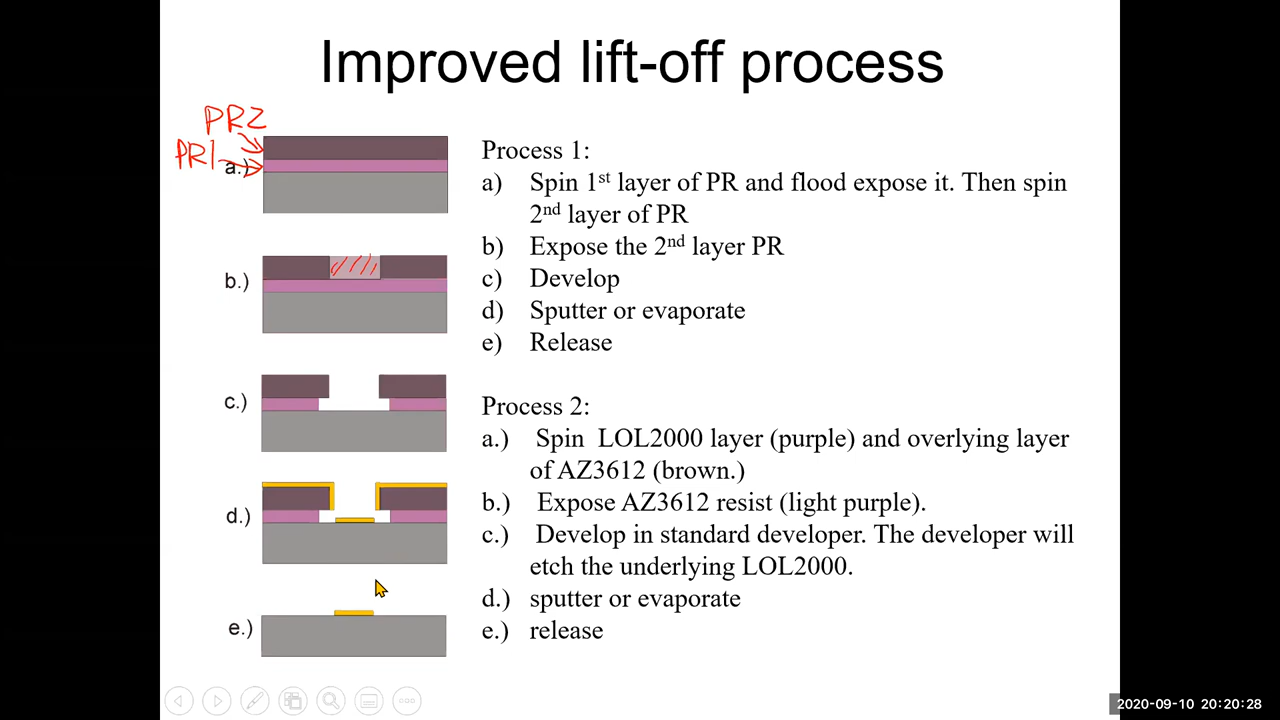 Improved lift-off process
PR2
PR1
a.)
b.)
c.)
d.)
e.)
Process 1:
a) Spin 1st layer of PR and flood expose it. Then spin
2nd layer of PR
b) Expose the 2nd layer PR
c) Develop
d) Sputter or evaporate
e) Release
Process 2:
a.) Spin LOL2000 layer (purple) and overlying layer
of AZ3612 (brown.)
b.) Expose AZ3612 resist (light purple).
c.) Develop in standard developer. The developer will
etch the underlying LOL2000.
d.) sputter or evaporate
e.) release
2020-09-10 20:20:28